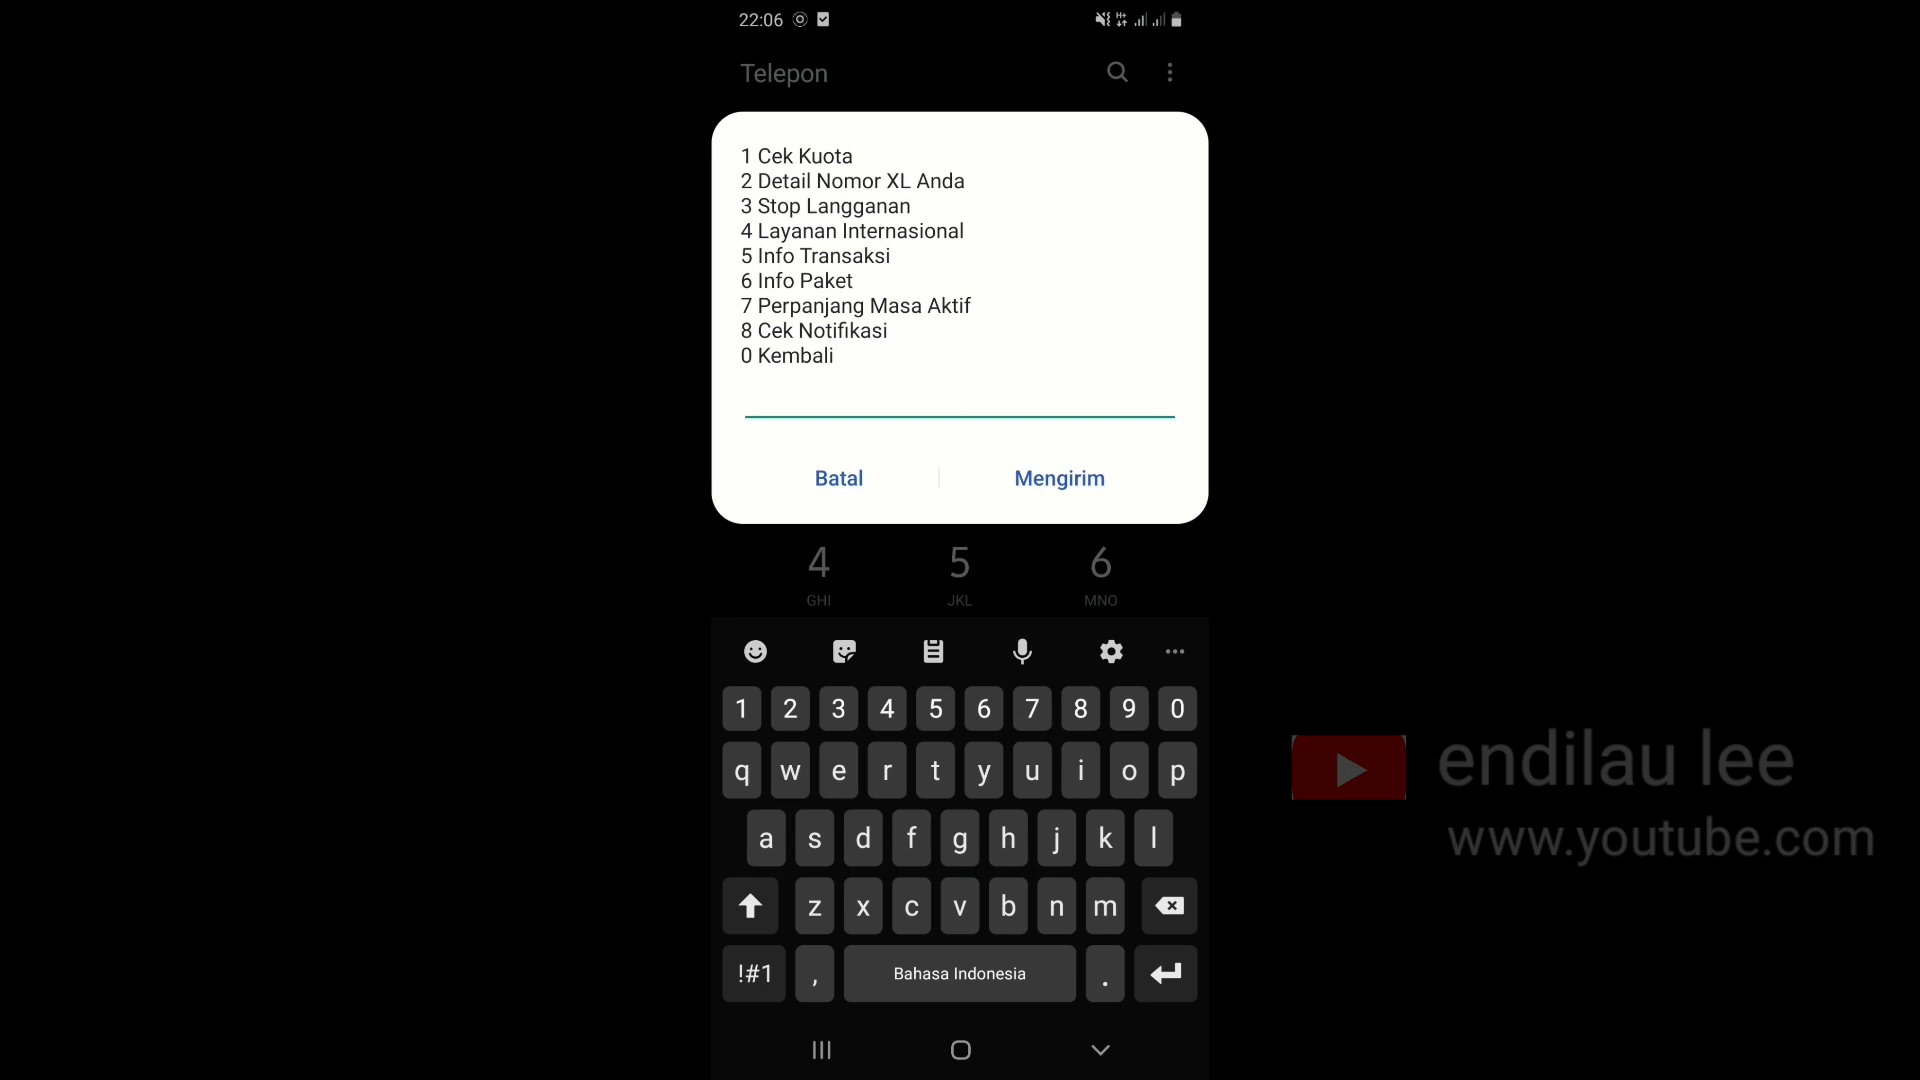 22:06
Telepon
1 Cek Kuota
2 Detail Nomor XL Anda
3 Stop Langganan
4 Layanan Internasional
5 Info Transaksi
6 Info Paket
7 Perpanjang Masa Aktif
8 Cek Notifikasi
0 Kembali
Batal Mengirim
4 5 6
GHI JKL MNO
1 2 3 4 5 6 7 8 9 0
q w e r t y u i o p
a s d f g h j k l
z x c v b n m
!#1 , Bahasa Indonesia .
endilau lee
www.youtube.com